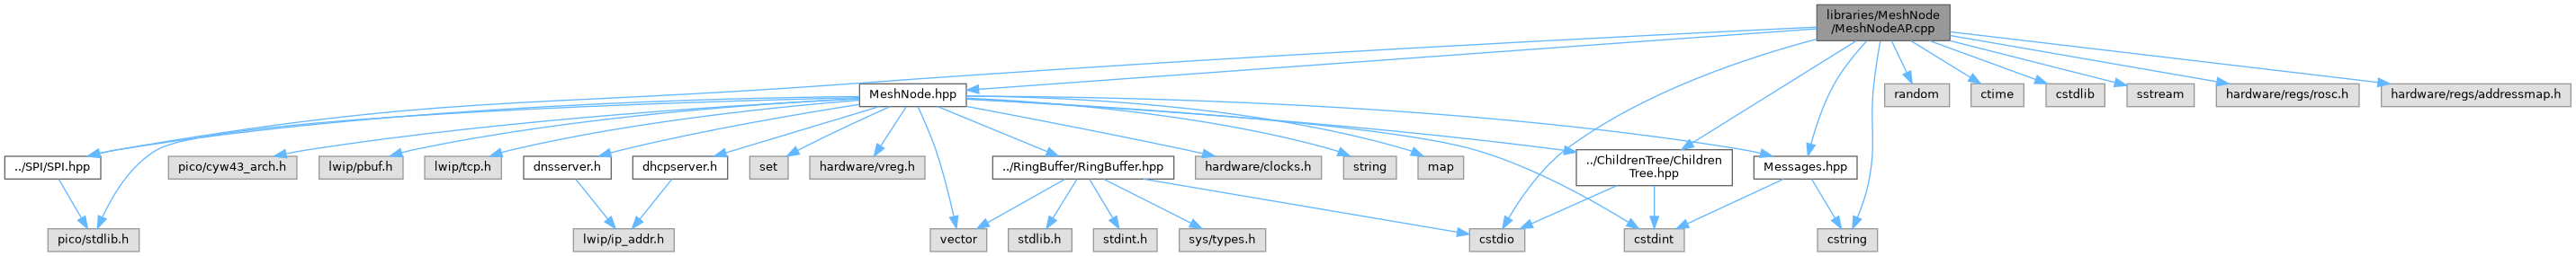 libraries/MeshNode
/MeshNodeAP.cpp
MeshNode.hpp
random
ctime
cstdlib
sstream
hardware/regs/rosc.h
hardware/regs/addressmap.h
../SPI/SPI.hpp
pico/cyw43_arch.h
lwip/pbuf.h
lwip/tcp.h
dnsserver.h
dhcpserver.h
set
hardware/vreg.h
../RingBuffer/RingBuffer.hpp
hardware/clocks.h
string
map
../ChildrenTree/Children
Tree.hpp
Messages.hpp
pico/stdlib.h
lwip/ip_addr.h
vector
stdlib.h
stdint.h
sys/types.h
cstdio
cstdint
cstring